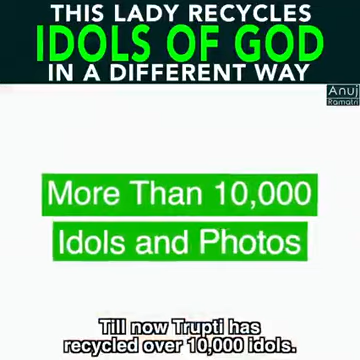 THIS LADY RECYCLES
IDOLS OF GOD
IN A DIFFERENT WAY
Anuj
Ramatri
More Than 10,000
Idols and Photos
Till now Trupti has
recycled over 10,000 idols.